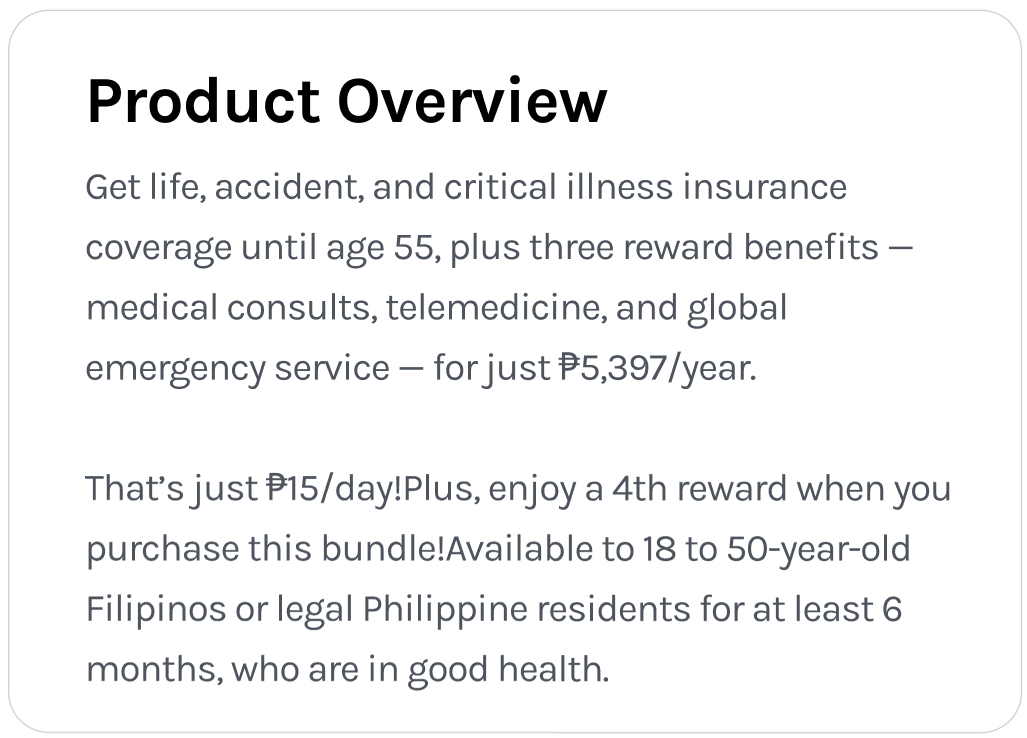 Product Overview
Get life, accident, and critical illness insurance
coverage until age 55, plus three reward benefits —
medical consults, telemedicine, and global
emergency service — for just ₱5,397/year.
That’s just ₱15/day!Plus, enjoy a 4th reward when you
purchase this bundle!Available to 18 to 50-year-old
Filipinos or legal Philippine residents for at least 6
months, who are in good health.